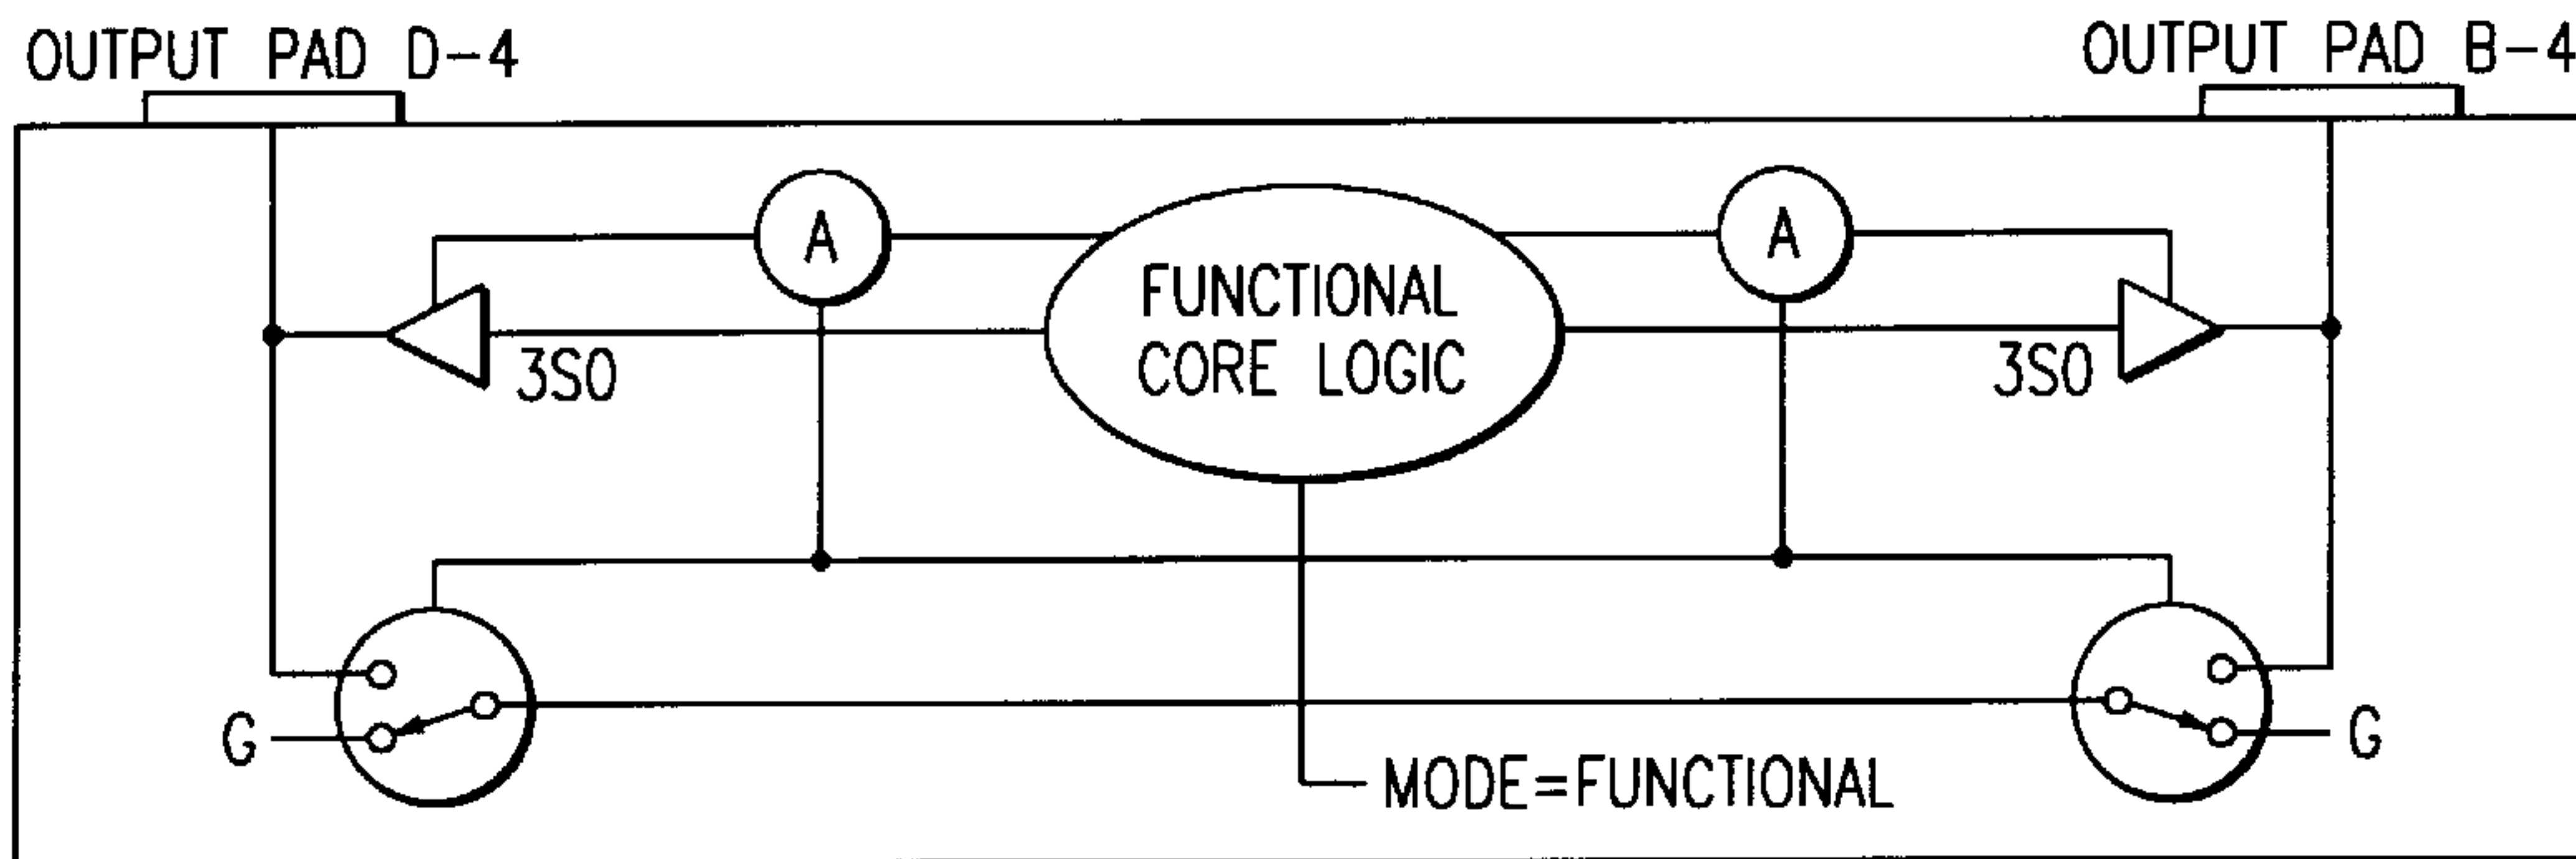 OUTPUT PAD D-4
OUTPUT PAD B-4
A
A
FUNCTIONAL
CORE LOGIC
3SO
3SO
G
G
MODE=FUNCTIONAL